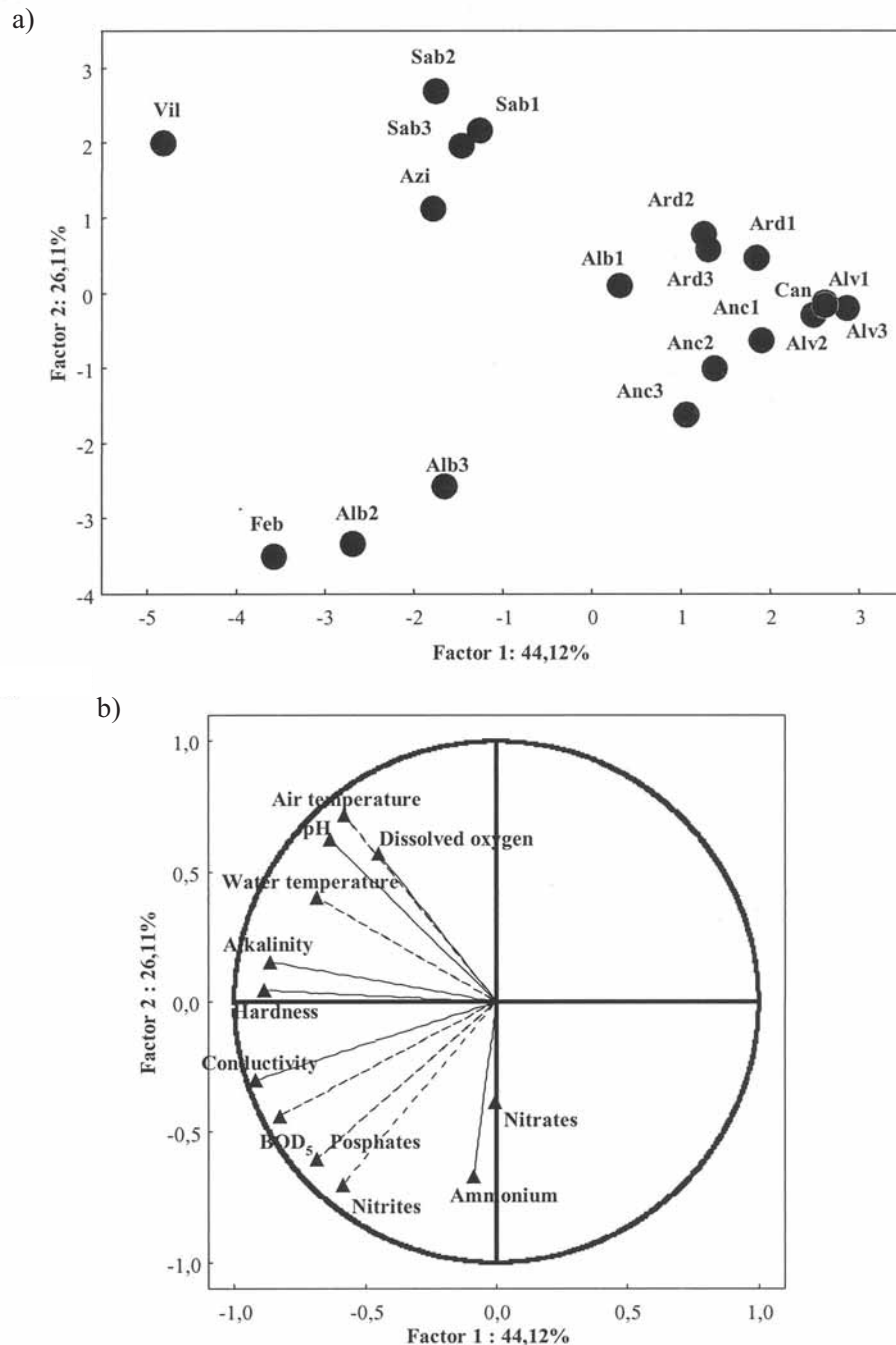 a)
3
2
1
0
-1
-2
-3
-4
Factor 2: 26,11%
Sab2
Vil
Sab1
Sab3
Azi
Ard2
Ard1
Alb1
Ard3
Can
Alv1
Anc1
Alv2
Alv3
Anc2
Anc3
Alb3
Feb
Alb2
-5 -4 -3 -2 -1 0 1 2 3
Factor 1: 44,12%
b)
1,0
0,5
0,0
-0,5
-1,0
Factor 2 : 26,11%
Air temperature
pH
Dissolved oxygen
Water temperature
Alkalinity
Hardness
Conductivity
BOD5 Posphates
Nitrates
Nitrites
Ammonium
-1,0 -0,5 0,0 0,5 1,0
Factor 1 : 44,12%